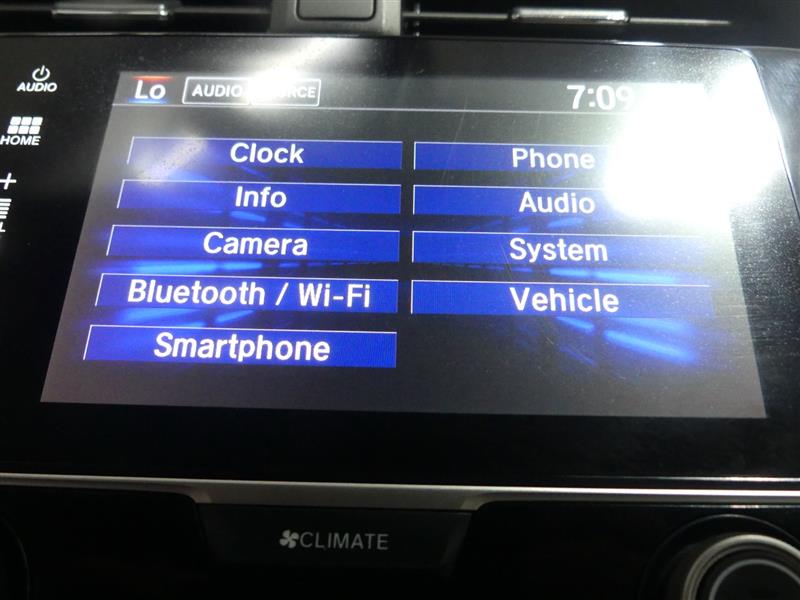 AUDIO
HOME
Lo AUDIO 7:09
Clock Phone
Info Audio
Camera System
Bluetooth / Wi-Fi Vehicle
Smartphone
CLIMATE